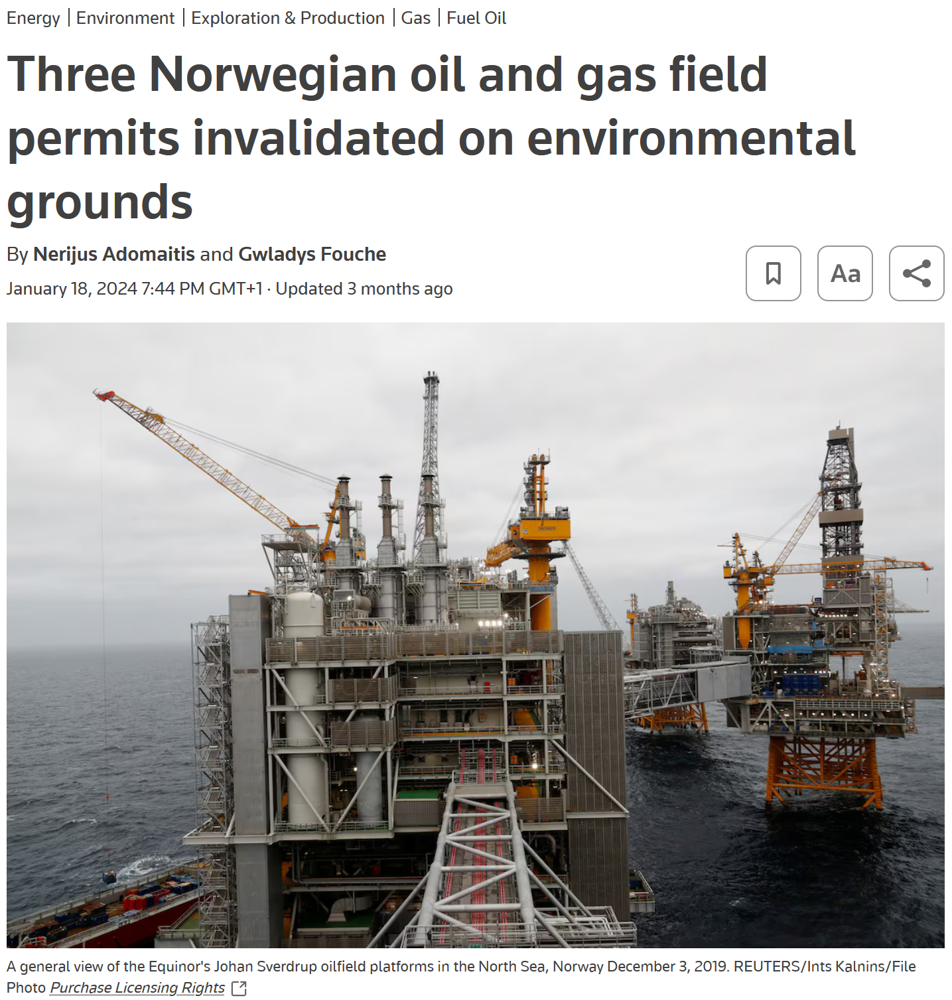 Energy | Environment | Exploration & Production | Gas | Fuel Oil
Three Norwegian oil and gas field
permits invalidated on environmental
grounds
By Nerijus Adomaitis and Gwladys Fouche
January 18, 2024 7:44 PM GMT+1 · Updated 3 months ago
Aa
A general view of the Equinor's Johan Sverdrup oilfield platforms in the North Sea, Norway December 3, 2019. REUTERS/Ints Kalnins/File
Photo Purchase Licensing Rights